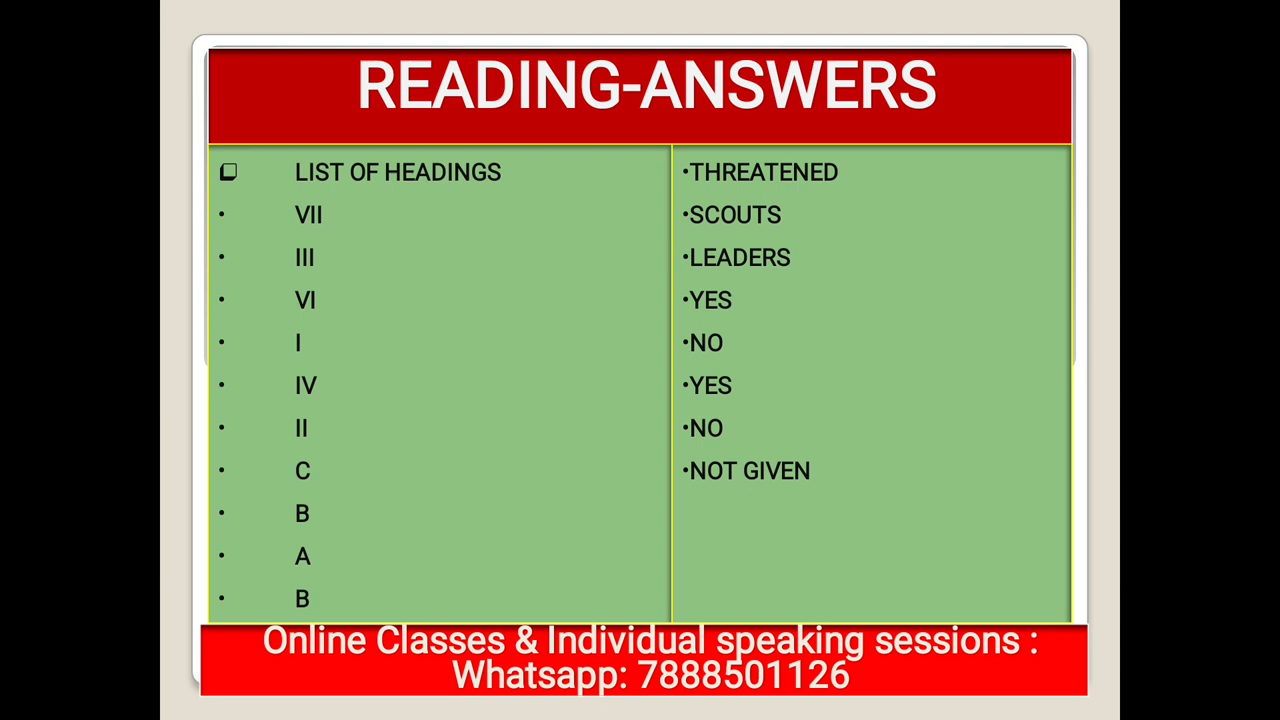 READING-ANSWERS
❑ LIST OF HEADINGS
• VII
• III
• VI
• I
• IV
• II
• C
• B
• A
• B
•THREATENED
•SCOUTS
•LEADERS
•YES
•NO
•YES
•NO
•NOT GIVEN
Online Classes & Individual speaking sessions :
Whatsapp: 7888501126